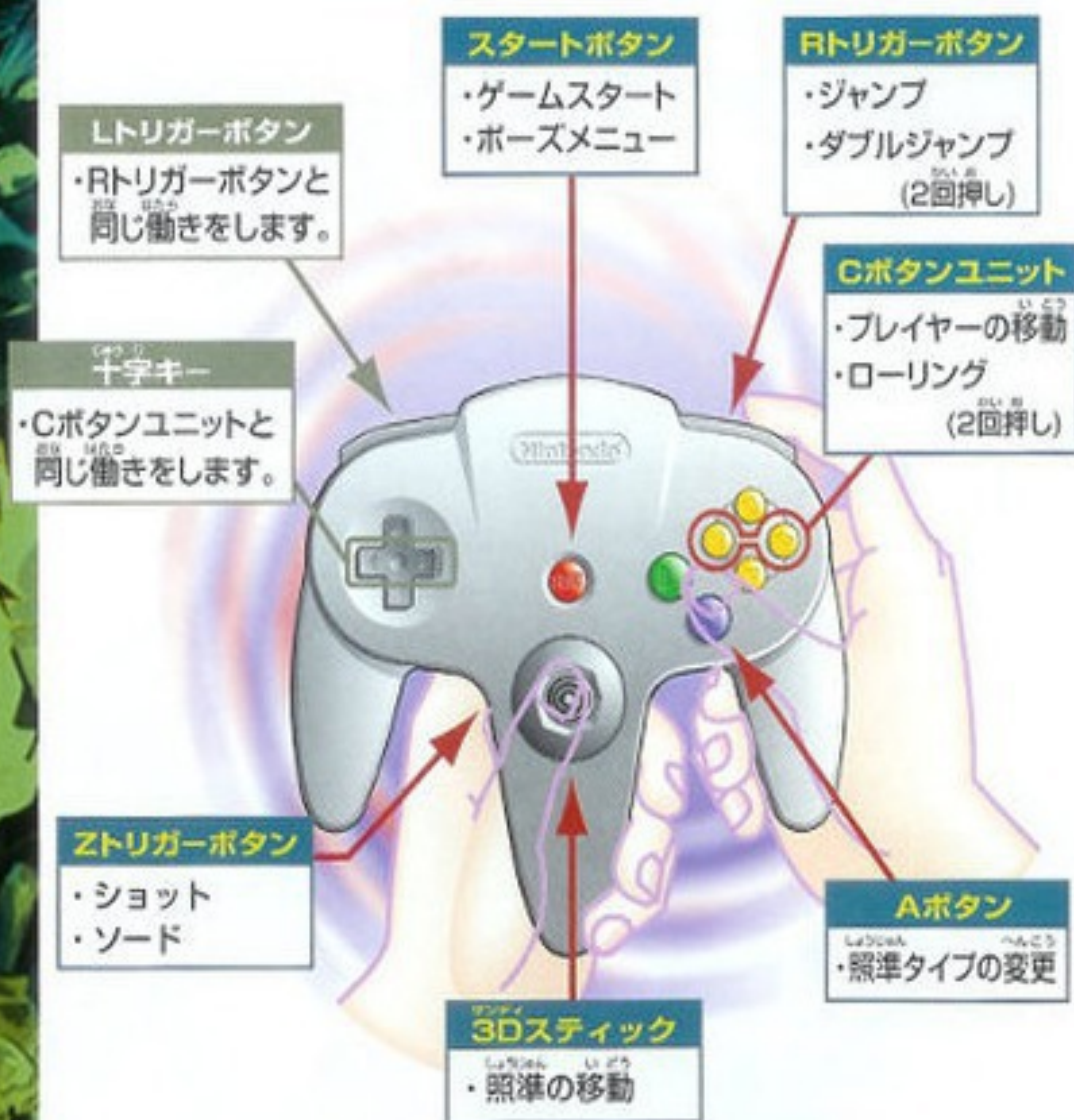 スタートボタン
・ゲームスタート
・ポーズメニュー
Rトリガーボタン
・ジャンプ
・ダブルジャンプ
(2回押し)
Lトリガーボタン
・Rトリガーボタンと
同じ働きをします。
Cボタンユニット
・プレイヤーの移動
・ローリング
(2回押し)
十字キー
・Cボタンユニットと
同じ働きをします。
Nintendo
Zトリガーボタン
・ショット
・ソード
Aボタン
・照準タイプの変更
3Dスティック
・照準の移動